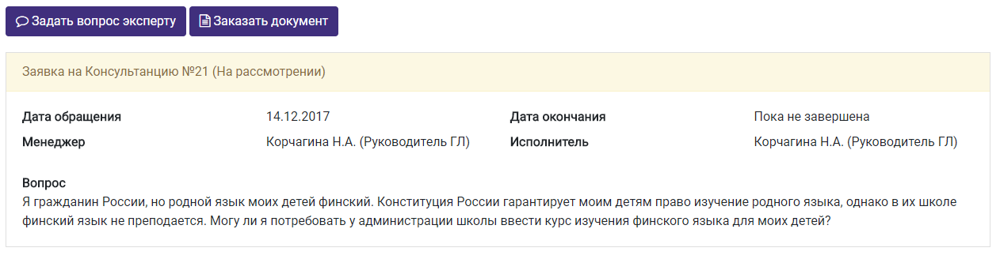 Задать вопрос эксперту Заказать документ
Заявка на Консультанцию №21 (На рассмотрении)
Дата обращения 14.12.2017 Дата окончания Пока не завершена
Менеджер Корчагина Н.А. (Руководитель ГЛ) Исполнитель Корчагина Н.А. (Руководитель ГЛ)
Вопрос
Я гражданин России, но родной язык моих детей финский. Конституция России гарантирует моим детям право изучение родного языка, однако в их школе
финский язык не преподается. Могу ли я потребовать у администрации школы ввести курс изучения финского языка для моих детей?